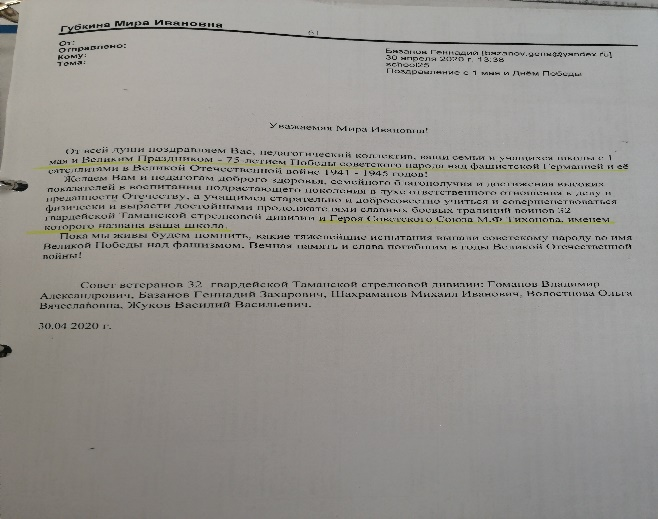 Губкина Мира Ивановна
61
От: Базанов Геннадий [bazanov.gena@yandex.ru]
Отправлено: 30 апреля 2020 г. 13:38
Кому: school25
Тема: Поздравление с 1 мая и Днём Победы
Уважаемая Мира Ивановна!
От всей души поздравляем Вас, педагогический коллектив, ваши семьи и учащихся школы с 1
мая и Великим Праздником - 75-летием Победы советского народа над фашистской Германией и её
сателлитами в Великой Отечественной войне 1941 - 1945 годов!
Желаем Вам и педагогам доброго здоровья, семейного благополучия и достижения высоких
показателей в воспитании подрастающего поколения в духе ответственного отношения к делу и
преданности Отечеству, а учащимся старательно и добросовестно учиться и совершенствоваться
физически и вырасти достойными продолжателями славных боевых традиций воинов 32
гвардейской Таманской стрелковой дивизии и Героя Советского Союза М.Ф Тихонова, именем
которого названа ваша школа.
Пока мы живы будем помнить, какие тяжелейшие испытания выпали советскому народу во имя
Великой Победы над фашизмом. Вечная память и слава погибшим в годы Великой Отечественной
войны!
Совет ветеранов 32 гвардейской Таманской стрелковой дивизии: Гоманов Владимир
Александрович, Базанов Геннадий Захарович, Шахраманов Михаил Иванович, Волостнова Ольга
Вячеславовна, Жуков Василий Васильевич.
30.04 2020 г.